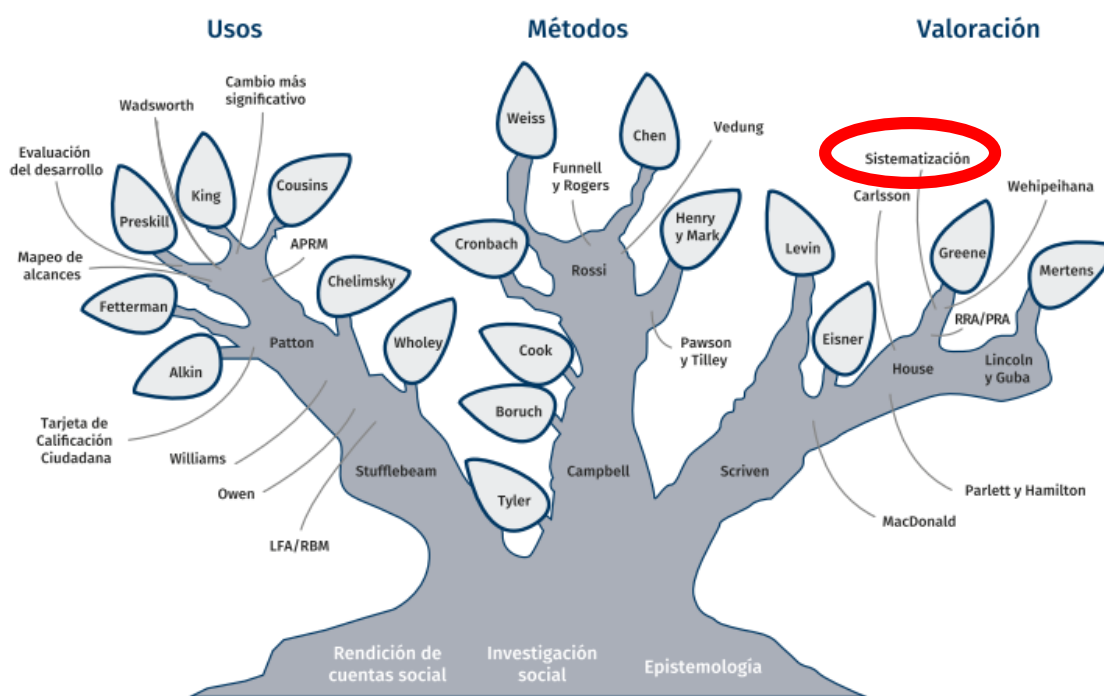 Usos
Métodos
Valoración
Cambio más
significativo
Wadsworth
Evaluación
del desarrollo
King
Cousins
Preskill
Mapeo de
alcances
APRM
Fetterman
Chelimsky
Patton
Wholey
Alkin
Tarjeta de
Calificación
Ciudadana
Williams
Owen
Stufflebeam
LFA/RBM
Weiss
Chen
Vedung
Funnell
y Rogers
Cronbach
Rossi
Henry
y Mark
Cook
Pawson
y Tilley
Boruch
Campbell
Tyler
Sistematización
Carlsson
Wehipeihana
Levin
Greene
Mertens
Eisner
RRA/PRA
House
Lincoln
y Guba
Scriven
Parlett y Hamilton
MacDonald
Rendición de
cuentas social
Investigación
social
Epistemología